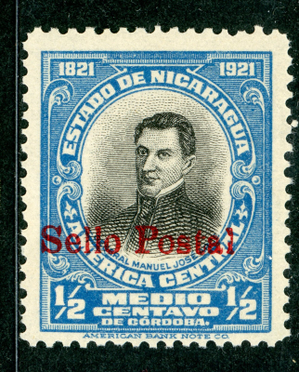 1821 1921
ESTADO DE NICARAGUA
Sello Postal
MANUEL JOSE
AMERICA CENTRAL
1/2 MEDIO 1/2
CENTAVO
DE CÓRDOBA.
AMERICAN BANK NOTE CO.